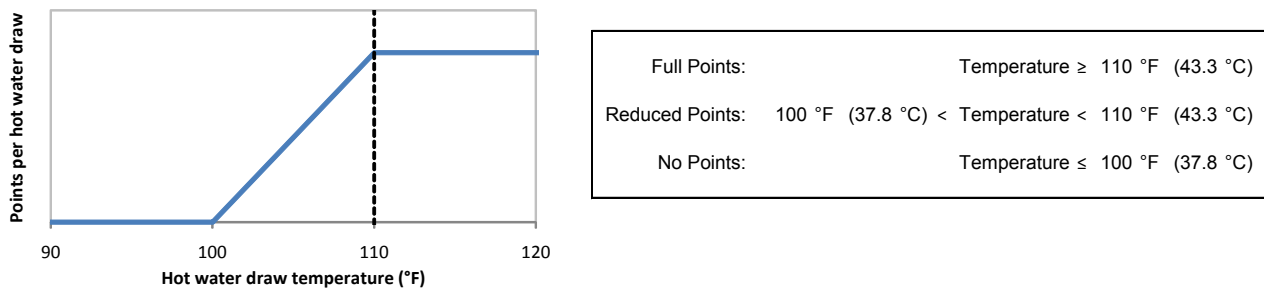 Points per hot water draw
90 100 110 120
Hot water draw temperature (°F)
Full Points: Temperature ≥ 110 °F (43.3 °C)
Reduced Points: 100 °F (37.8 °C) < Temperature < 110 °F (43.3 °C)
No Points: Temperature ≤ 100 °F (37.8 °C)